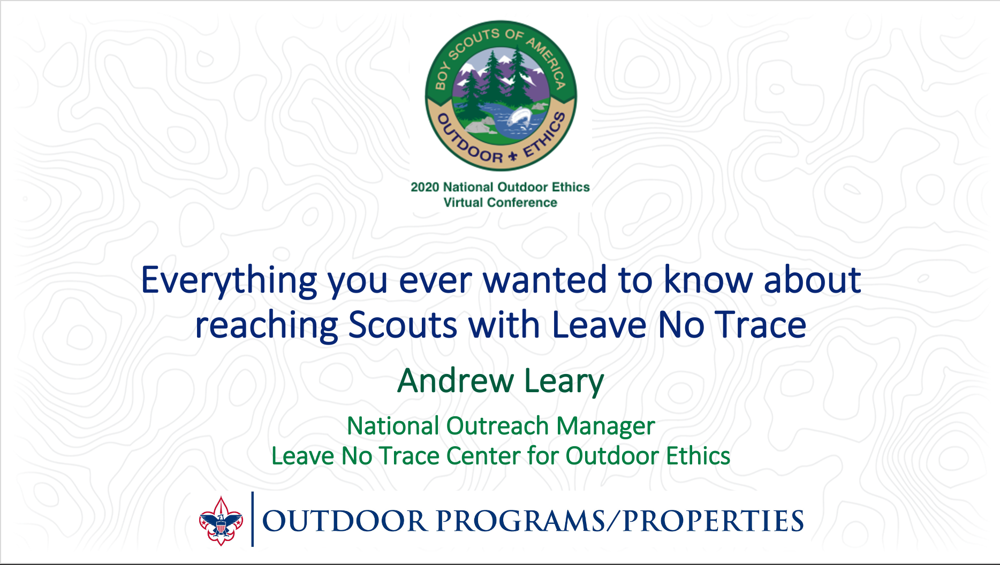 BOY SCOUTS OF AMERICA
OUTDOOR ETHICS
2020 National Outdoor Ethics
Virtual Conference
Everything you ever wanted to know about
reaching Scouts with Leave No Trace
Andrew Leary
National Outreach Manager
Leave No Trace Center for Outdoor Ethics
OUTDOOR PROGRAMS/PROPERTIES